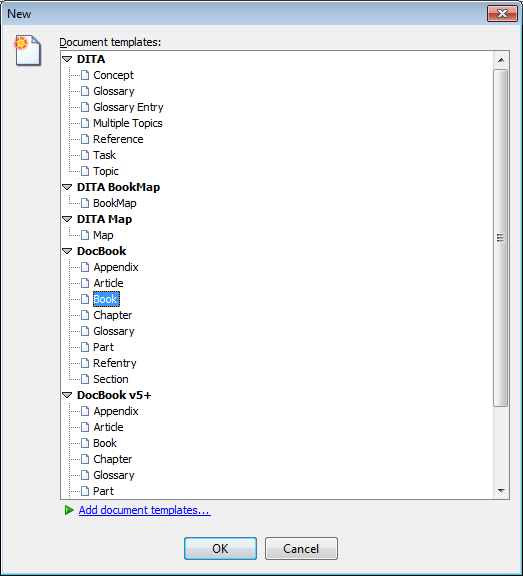 New
Document templates:
DITA
Concept
Glossary
Glossary Entry
Multiple Topics
Reference
Task
Topic
DITA BookMap
BookMap
DITA Map
Map
DocBook
Appendix
Article
Book
Chapter
Glossary
Part
Refentry
Section
DocBook v5+
Appendix
Article
Book
Chapter
Glossary
Part
Add document templates...
OK Cancel